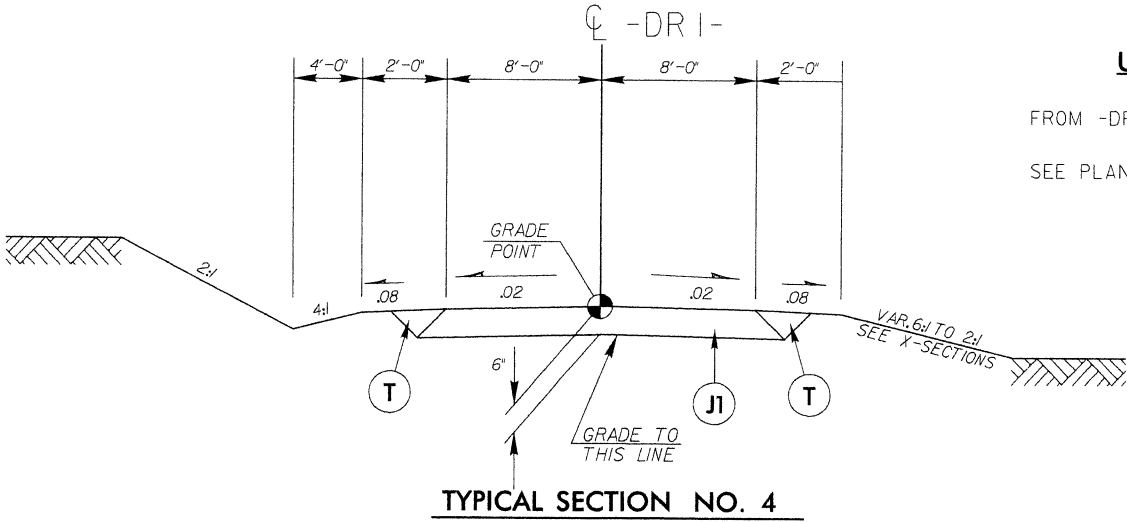 ℄ -DR 1-
4'-0" 2'-0" 8'-0" 8'-0" 2'-0"
FROM -DR
SEE PLAN
GRADE
POINT
2:1
4:1 .08 .02 .02 .08
VAR. 6:1 TO 2:1
SEE X-SECTIONS
6"
T J1 T
GRADE TO
THIS LINE
TYPICAL SECTION NO. 4